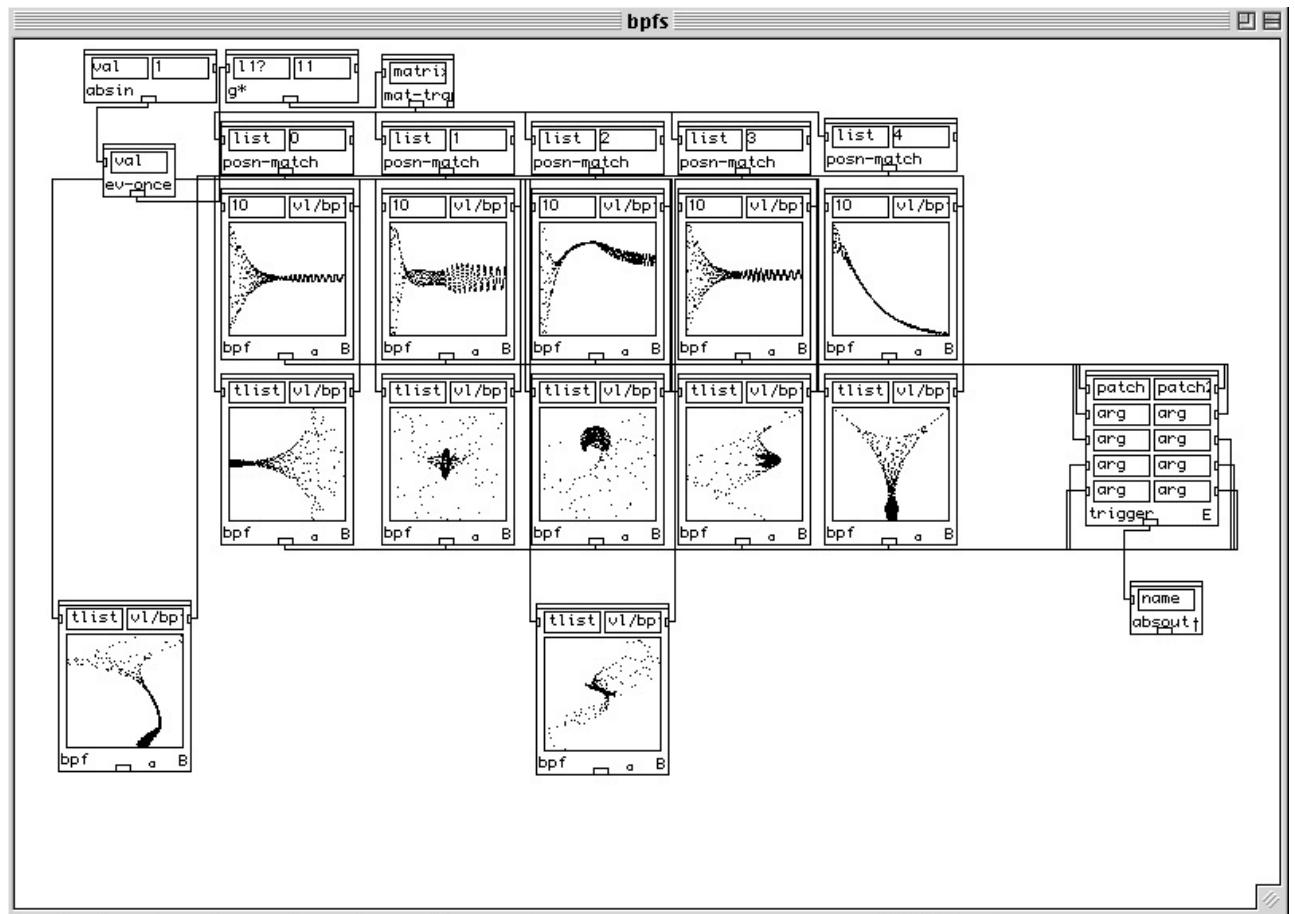 bpfs
val 1
absin
l1? 11
g*
matrix
mat-tra
val
ev-once
list 0
posn-match
list 1
posn-match
list 2
posn-match
list 3
posn-match
list 4
posn-match
10 vl/bp
bpf a B
10 vl/bp
bpf a B
10 vl/bp
bpf a B
10 vl/bp
bpf a B
10 vl/bp
bpf a B
tlist vl/bp
bpf a B
tlist vl/bp
bpf a B
tlist vl/bp
bpf a B
tlist vl/bp
bpf a B
tlist vl/bp
bpf a B
patch patch2
arg arg
arg arg
arg arg
arg arg
trigger E
name
absout
tlist vl/bp
bpf a B
tlist vl/bp
bpf a B